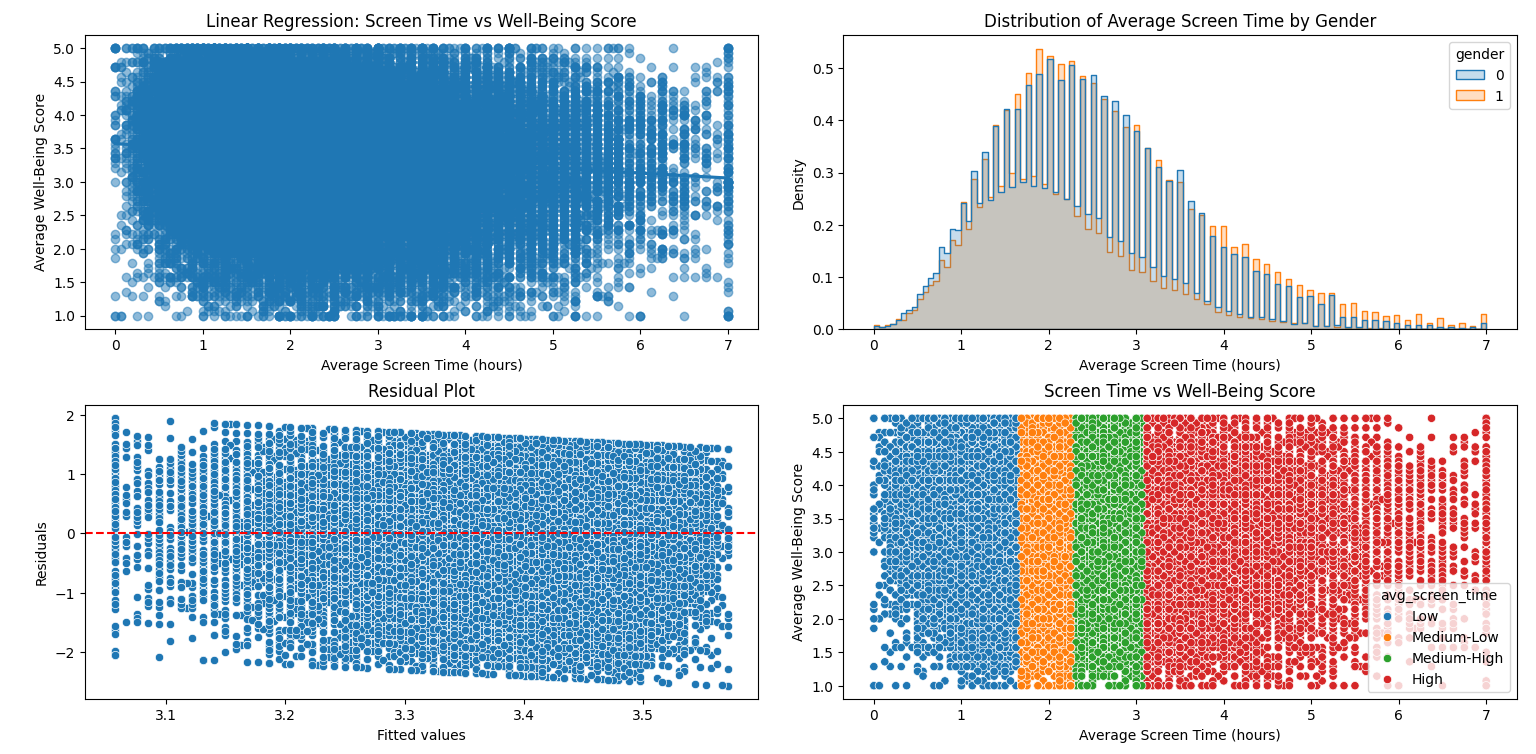 Linear Regression: Screen Time vs Well-Being Score
Average Well-Being Score
5.0
4.5
4.0
3.5
3.0
2.5
2.0
1.5
1.0
0 1 2 3 4 5 6 7
Average Screen Time (hours)
Distribution of Average Screen Time by Gender
Density
0.5
0.4
0.3
0.2
0.1
0.0
gender
0
1
0 1 2 3 4 5 6 7
Average Screen Time (hours)
Residual Plot
Residuals
2
1
0
−1
−2
3.1 3.2 3.3 3.4 3.5
Fitted values
Screen Time vs Well-Being Score
Average Well-Being Score
5.0
4.5
4.0
3.5
3.0
2.5
2.0
1.5
1.0
avg_screen_time
Low
Medium-Low
Medium-High
High
0 1 2 3 4 5 6 7
Average Screen Time (hours)